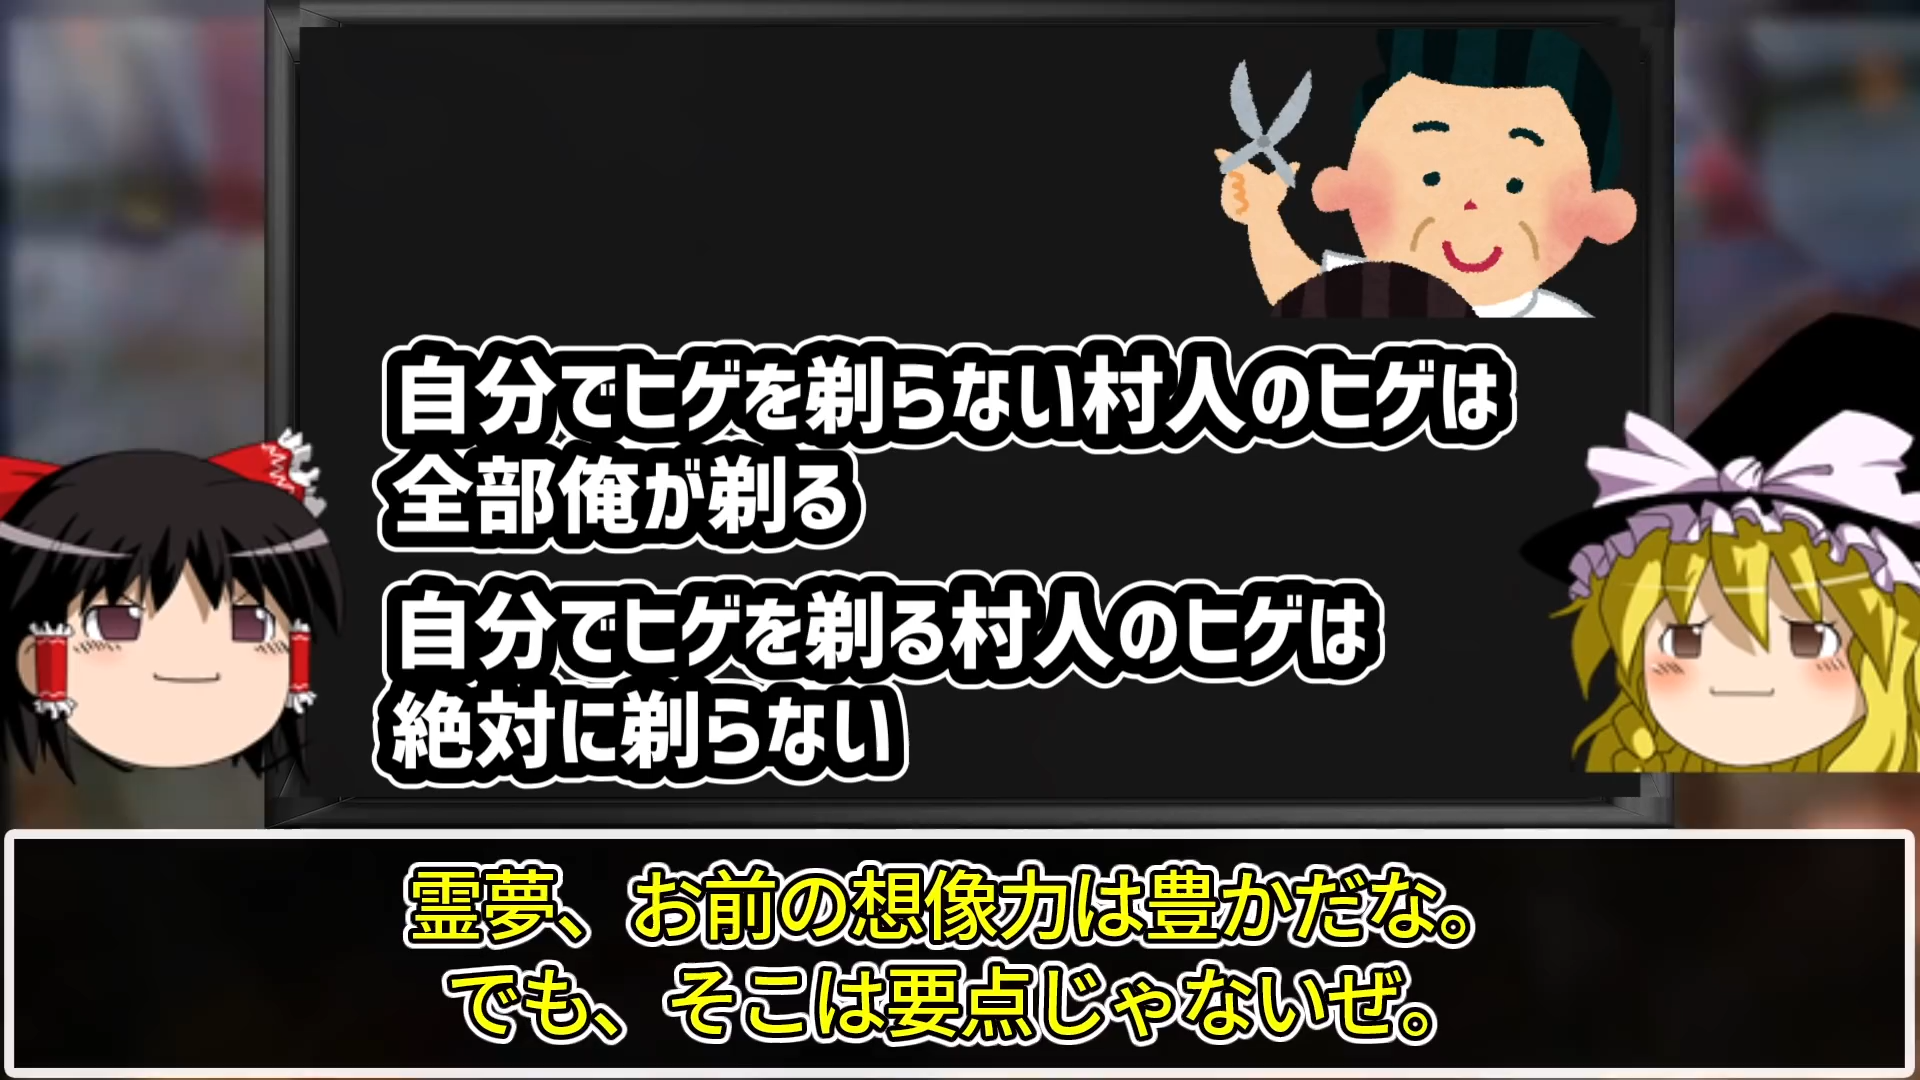 自分でヒゲを剃らない村人のヒゲは
全部俺が剃る
自分でヒゲを剃る村人のヒゲは
絶対に剃らない
霊夢、お前の想像力は豊かだな。
でも、そこは要点じゃないぜ。